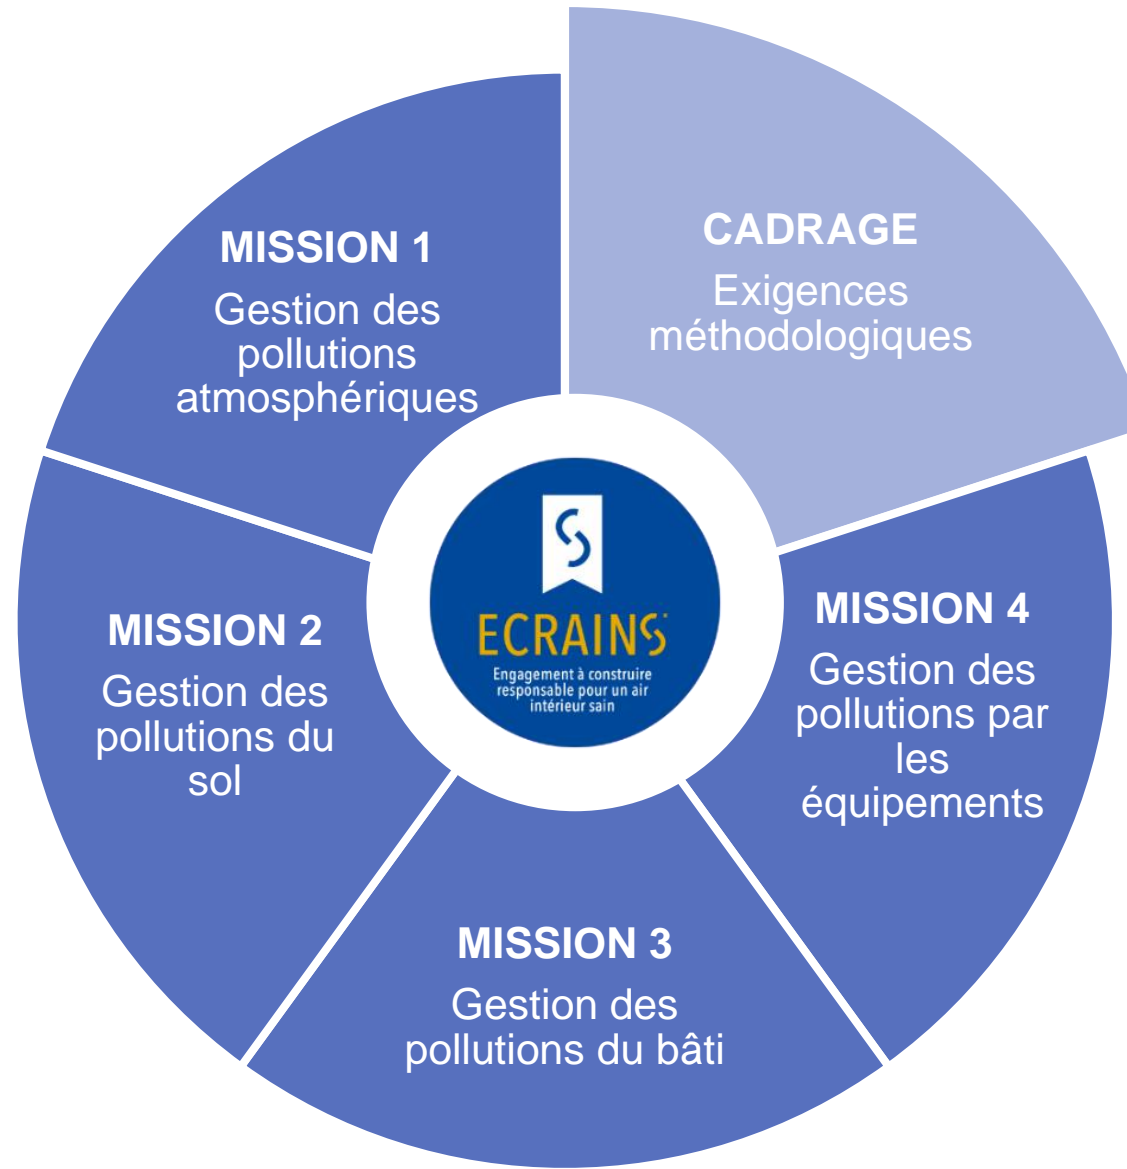 CADRAGE
Exigences
méthodologiques
MISSION 1
Gestion des
pollutions
atmosphériques
MISSION 2
Gestion des
pollutions du
sol
MISSION 3
Gestion des
pollutions du bâti
MISSION 4
Gestion des
pollutions par
les
équipements
ECRAINS
Engagement à construire
responsable pour un air
intérieur sain